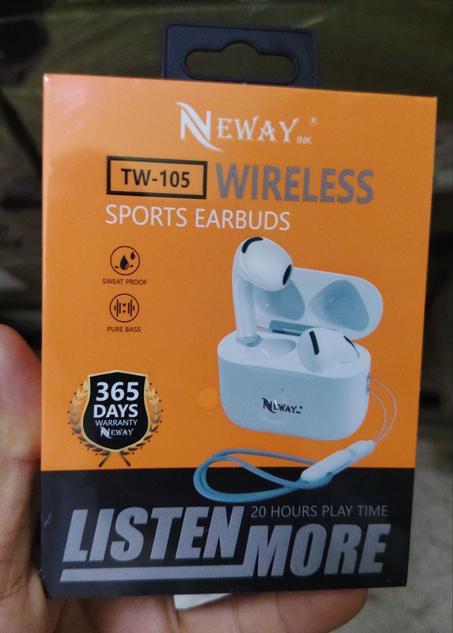 NEWAY ®
INK
TW-105 WIRELESS
SPORTS EARBUDS
SWEAT PROOF
PURE BASS
365
DAYS
WARRANTY
NEWAY
NEWAY
20 HOURS PLAY TIME
LISTEN
MORE